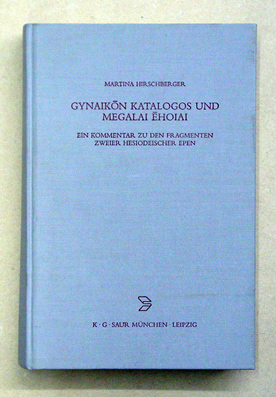 MARTINA HIRSCHBERGER
GYNAIKŌN KATALOGOS UND
MEGALAI ĒHOIAI
EIN KOMMENTAR ZU DEN FRAGMENTEN
ZWEIER HESIODEISCHER EPEN
K · G · SAUR MÜNCHEN · LEIPZIG